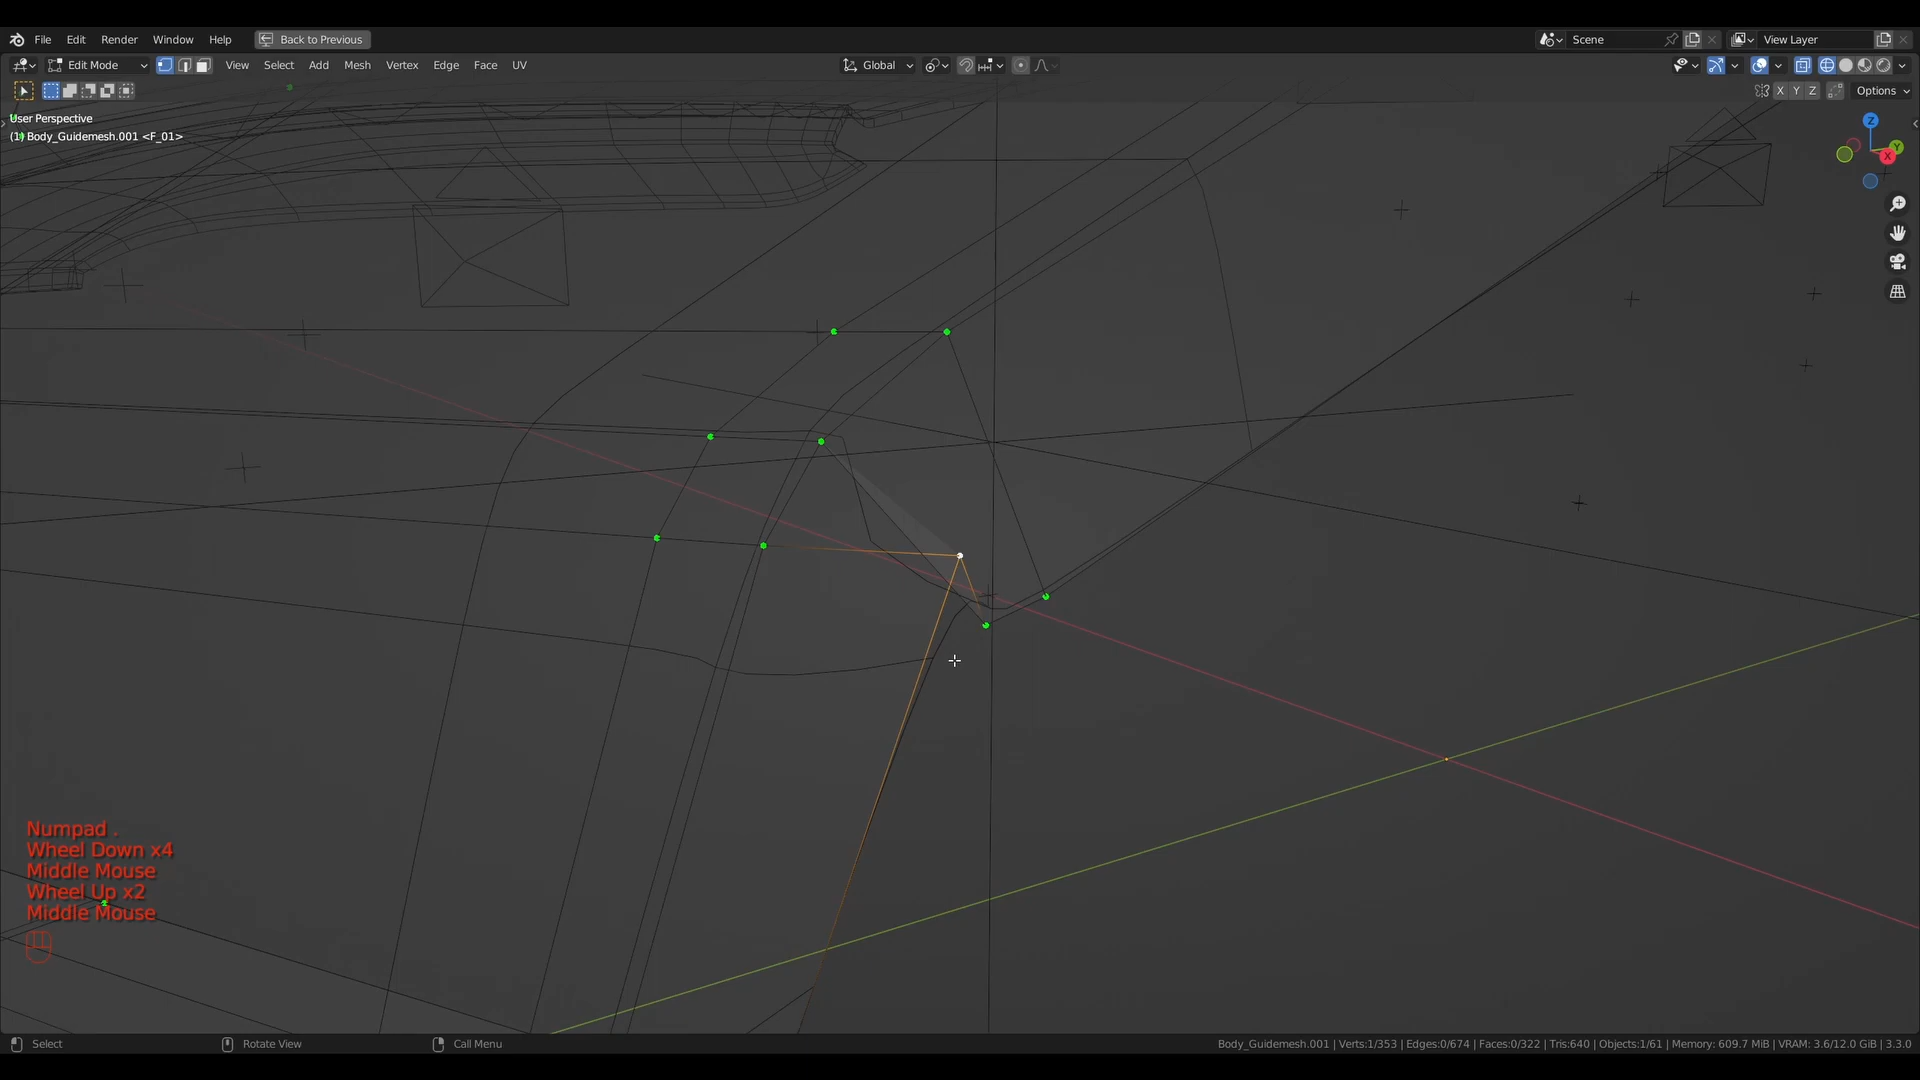 File Edit Render Window Help Back to Previous Scene View Layer
Edit Mode View Select Add Mesh Vertex Edge Face UV Global
X Y Z Options
User Perspective
(1) Body_Guidemesh.001 <F_01>
Z
Y
X
Numpad .
Wheel Down x4
Middle Mouse
Wheel Up x2
Middle Mouse
Select Rotate View Call Menu Body_Guidemesh.001 | Verts:1/353 | Edges:0/674 | Faces:0/322 | Tris:640 | Objects:1/61 | Memory: 609.7 MiB | VRAM: 3.6/12.0 GiB | 3.3.0